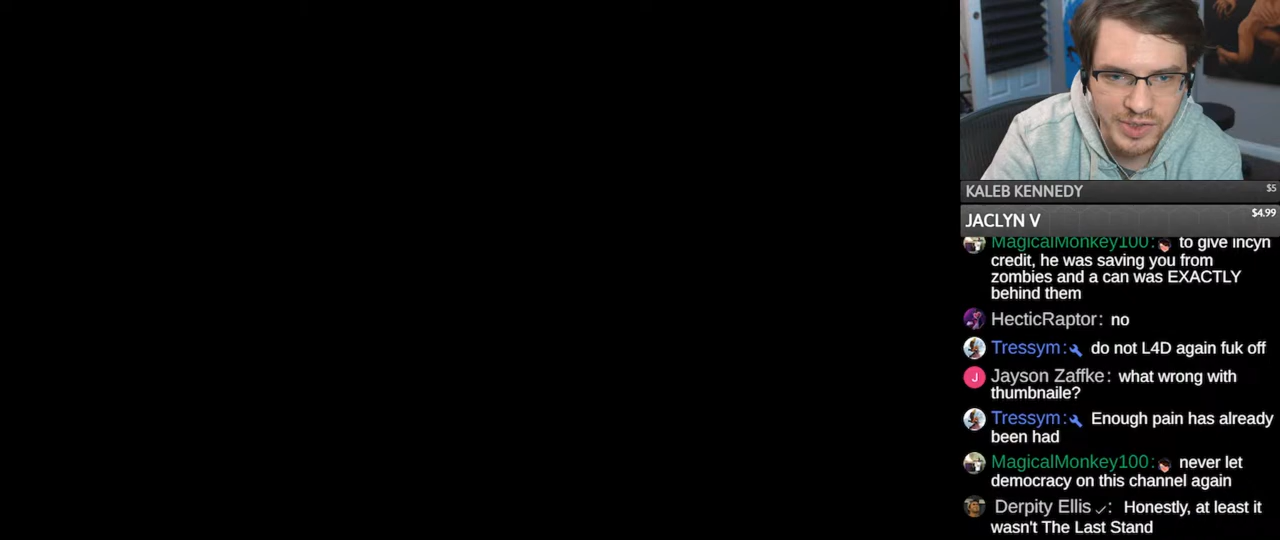 KALEB KENNEDY $5
JACLYN V $4.99
MagicalMonkey100: to give incyn
credit, he was saving you from
zombies and a can was EXACTLY
behind them
HecticRaptor: no
Tressym: do not L4D again fuk off
J Jayson Zaffke: what wrong with
thumbnaile?
Tressym: Enough pain has already
been had
MagicalMonkey100: never let
democracy on this channel again
Derpity Ellis ✓: Honestly, at least it
wasn't The Last Stand